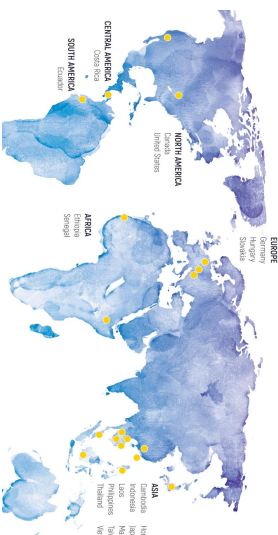 NORTH AMERICA
Canada
United States
CENTRAL AMERICA
Costa Rica
SOUTH AMERICA
Ecuador
EUROPE
Germany
Hungary
Slovakia
AFRICA
Ethiopia
Senegal
ASIA
Cambodia
Indonesia
Laos
Philippines
Thailand